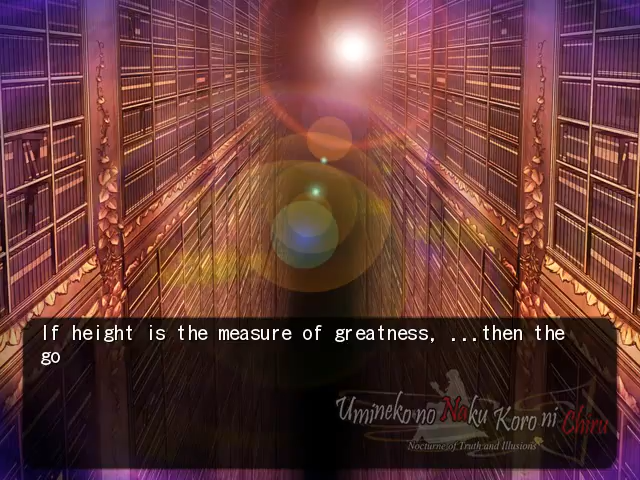 If height is the measure of greatness, ...then the
go
Umineko no Naku Koro ni Chiru
Nocturne of Truth and Illusions